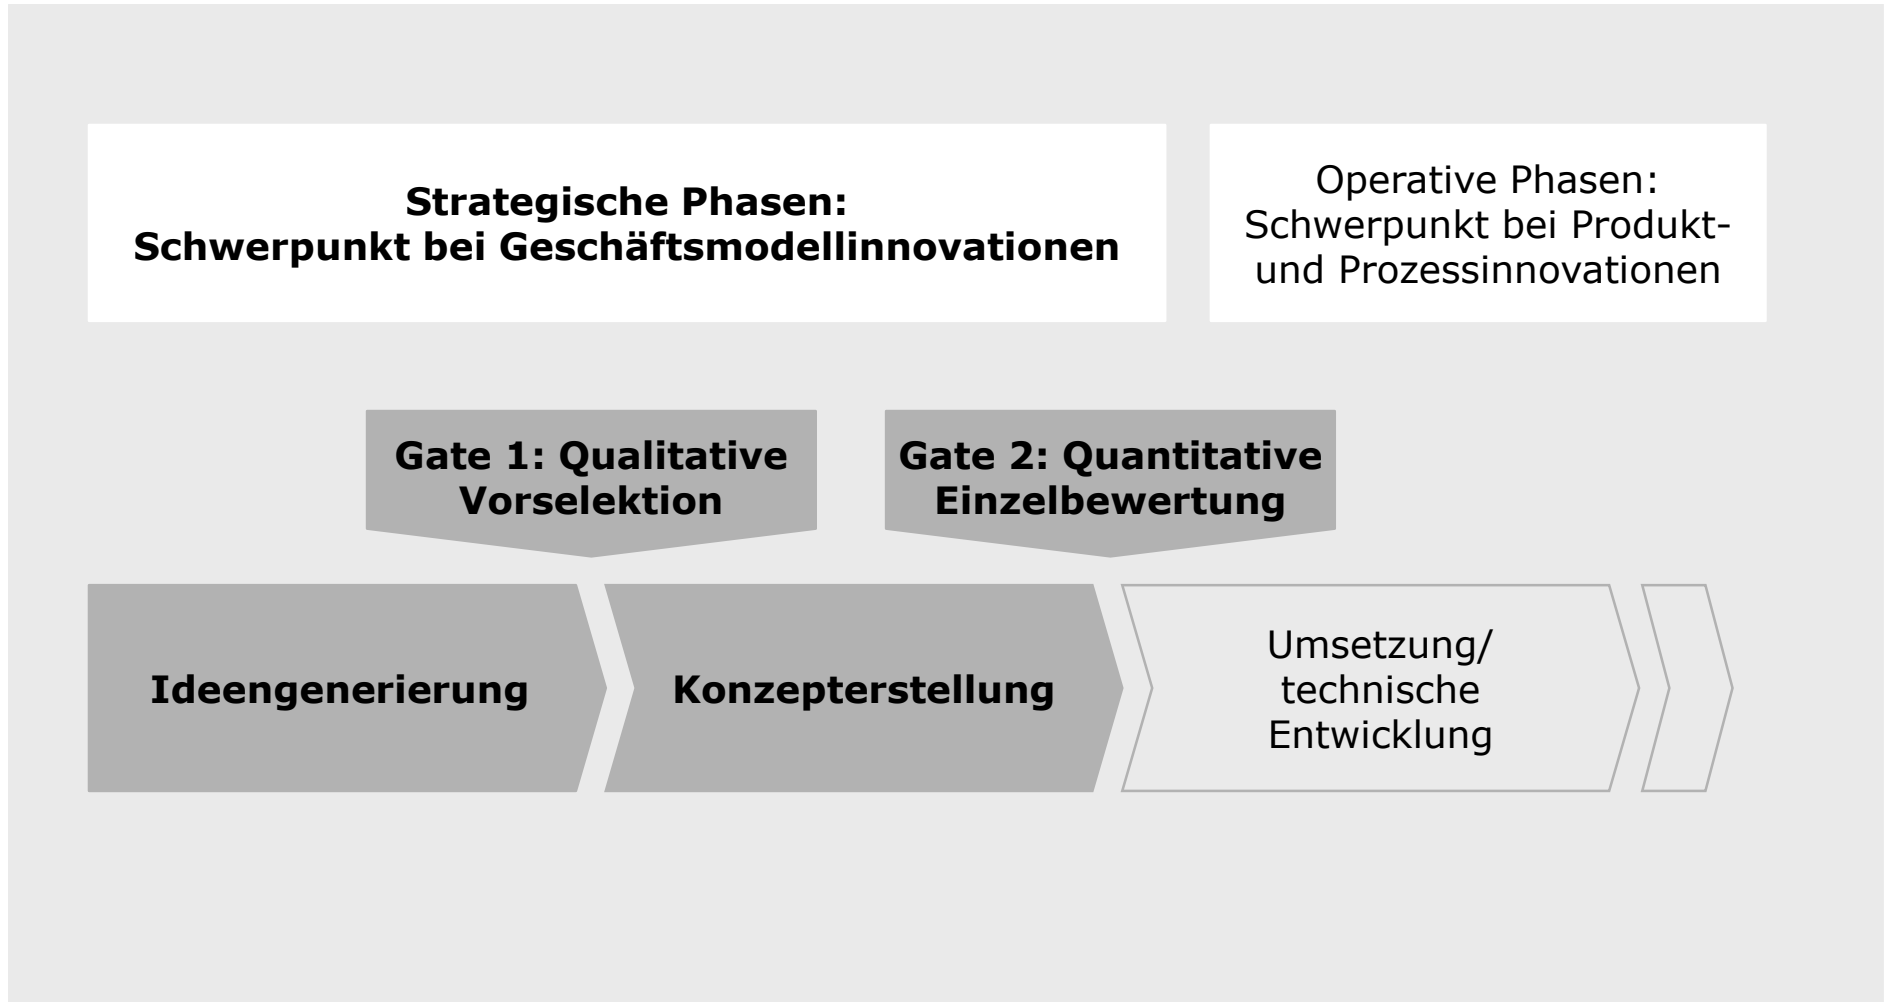 Strategische Phasen:
Schwerpunkt bei Geschäftsmodellinnovationen
Operative Phasen:
Schwerpunkt bei Produkt-
und Prozessinnovationen
Gate 1: Qualitative
Vorselektion
Gate 2: Quantitative
Einzelbewertung
Ideengenerierung
Konzepterstellung
Umsetzung/
technische
Entwicklung